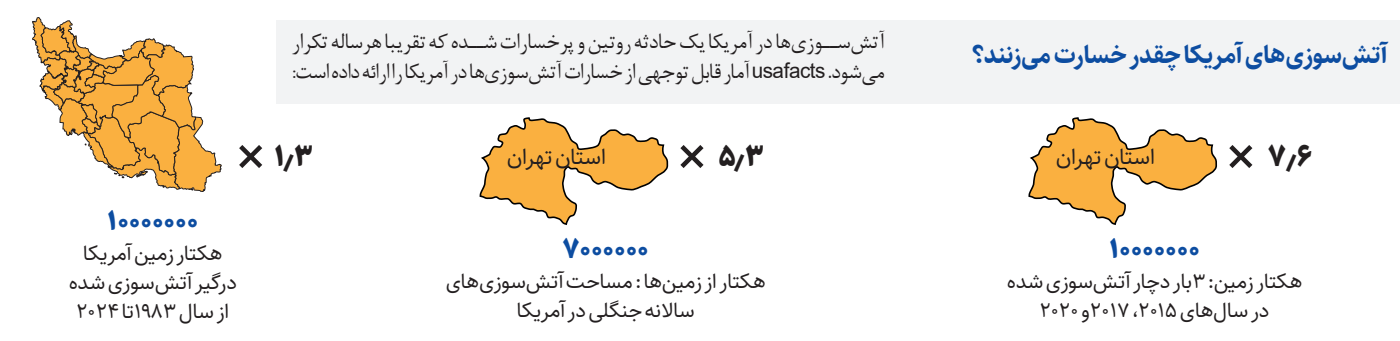 آتش‌سوزی‌های آمریکا چقدر خسارت می‌زنند؟
آتش‌سوزی‌ها در آمریکا یک حادثه روتین و پرخسارات شده که تقریبا هرساله تکرار
می‌شود. usafacts آمار قابل توجهی از خسارات آتش‌سوزی‌ها در آمریکا را ارائه داده است:
استان تهران
× ۷٫۶
۱۰۰۰۰۰۰۰
هکتار زمین: ۳بار دچار آتش‌سوزی شده
در سال‌های ۲۰۱۵، ۲۰۱۷ و ۲۰۲۰
استان تهران
× ۵٫۳
۷۰۰۰۰۰۰
هکتار از زمین‌ها : مساحت آتش‌سوزی‌های
سالانه جنگلی در آمریکا
× ۱٫۳
۱۰۰۰۰۰۰۰
هکتار زمین آمریکا
درگیر آتش‌سوزی شده
از سال ۱۹۸۳ تا ۲۰۲۴